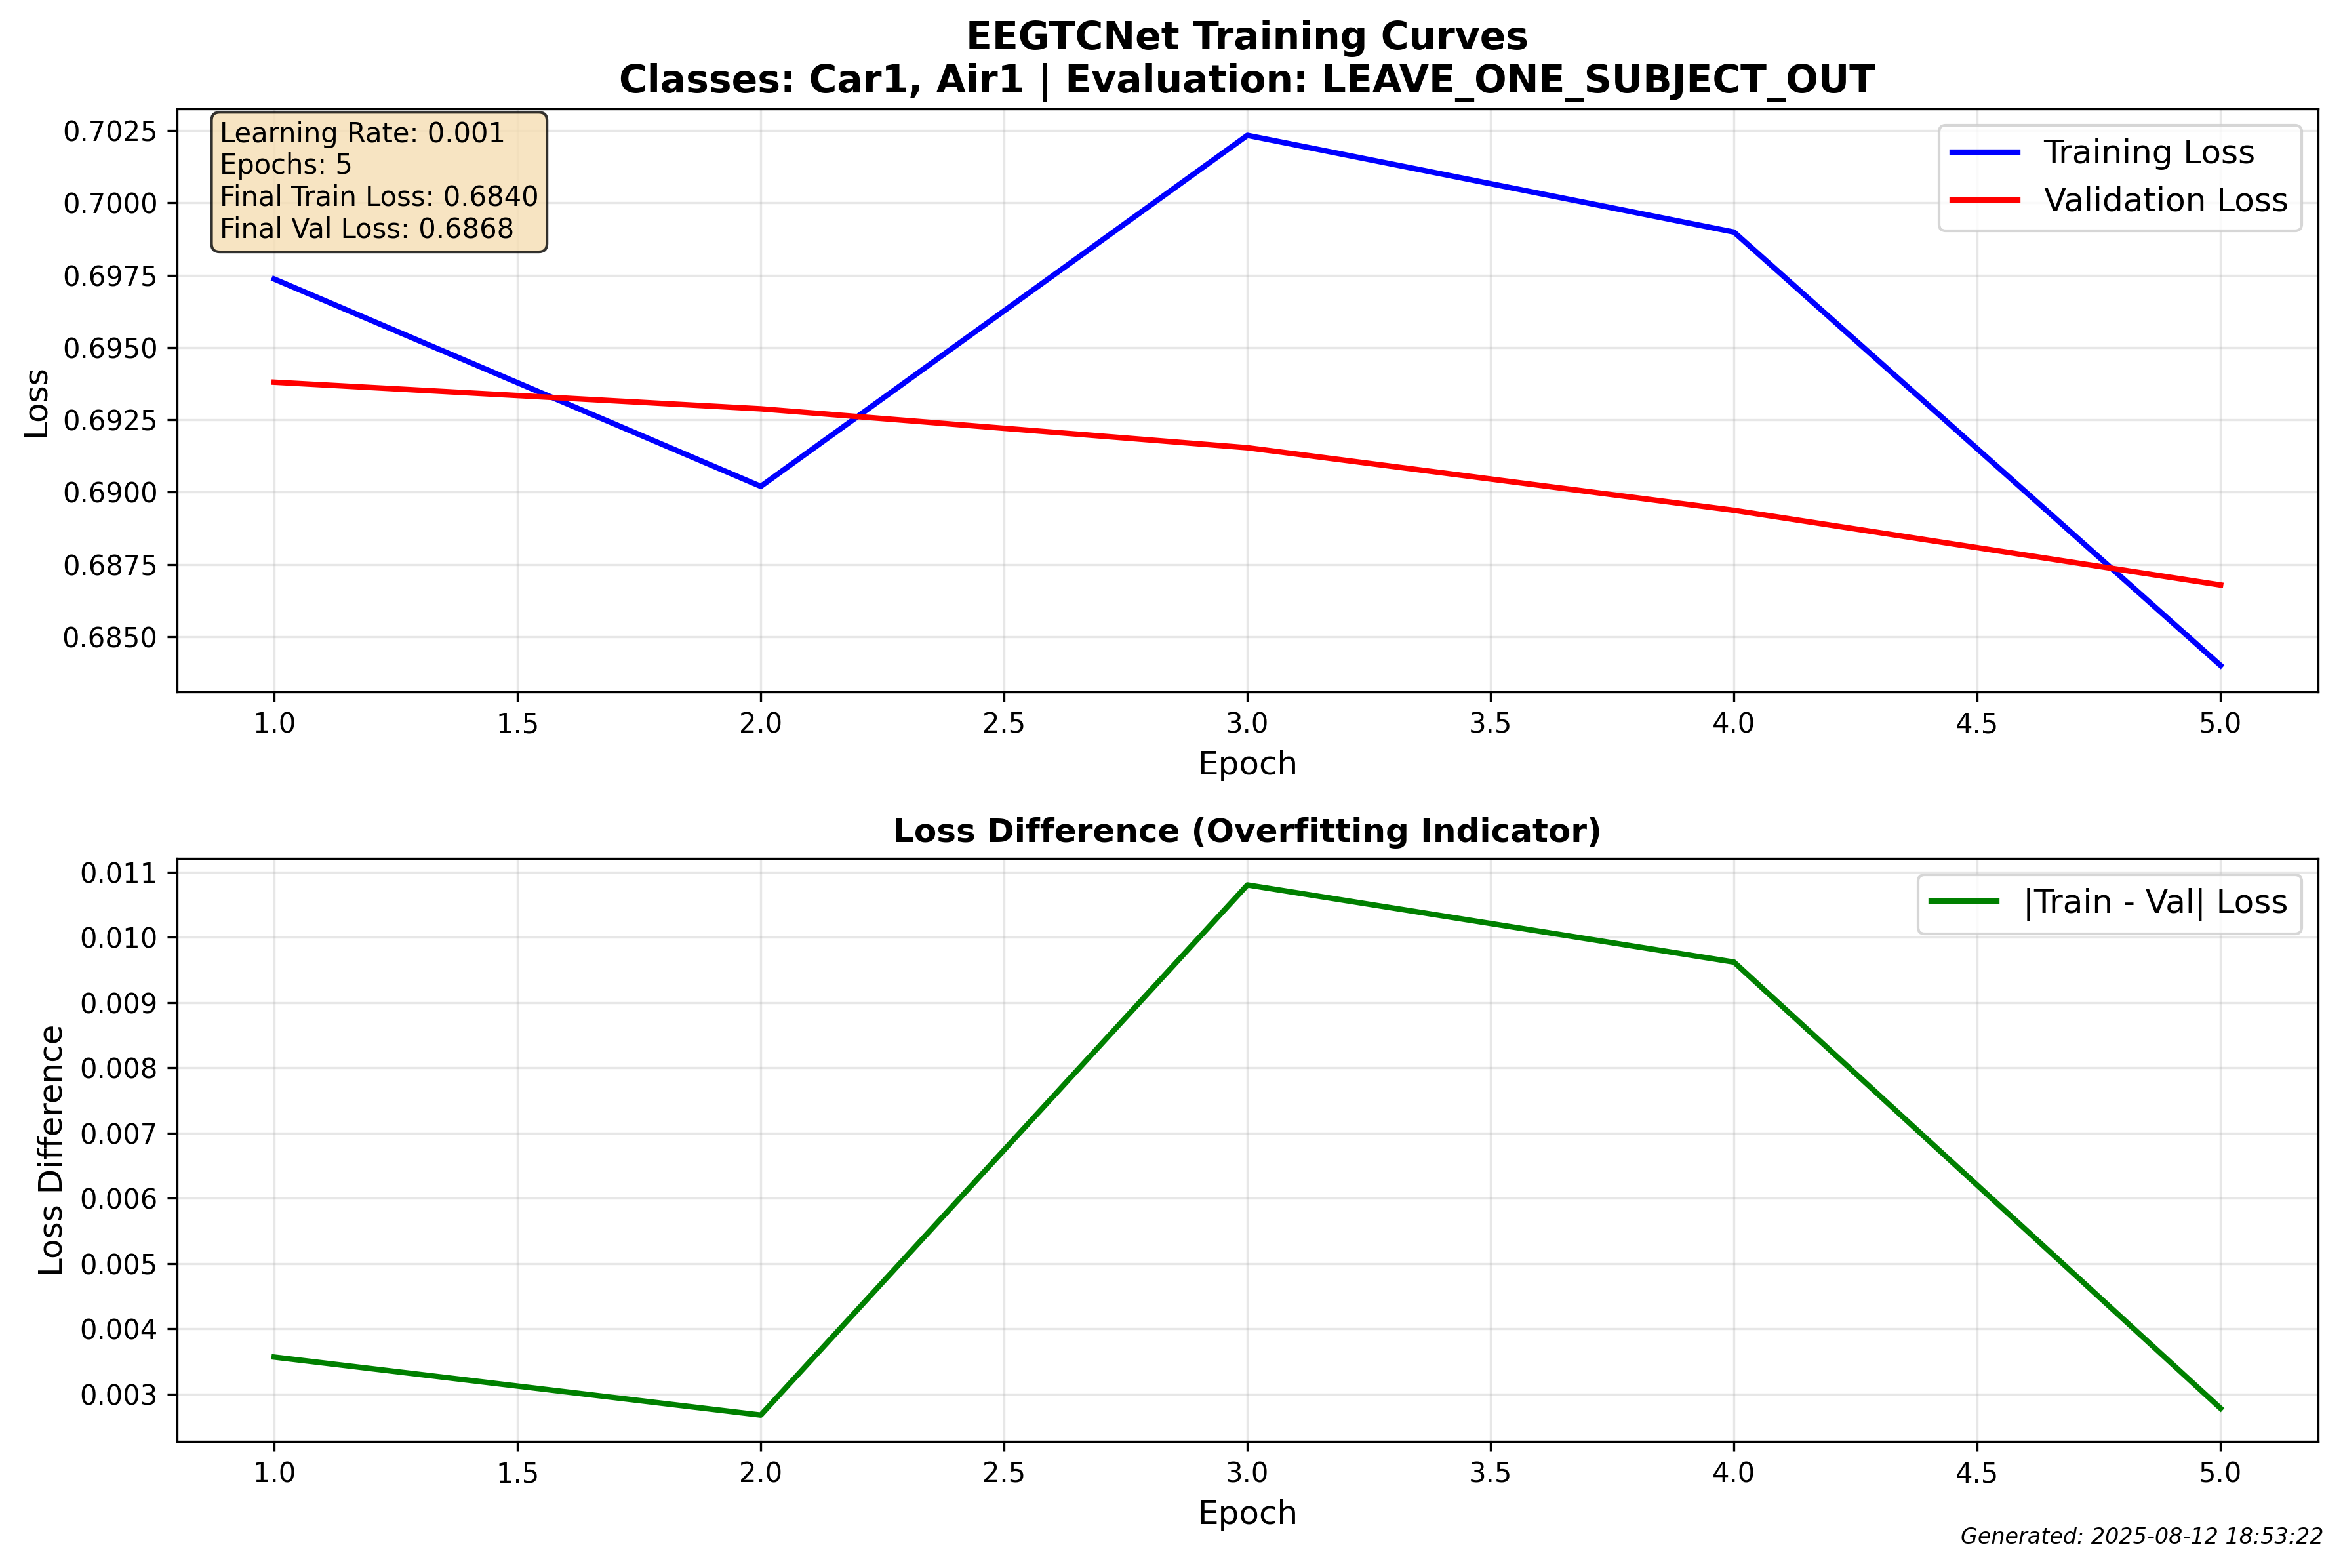 EEGTCNet Training Curves
Classes: Car1, Air1 | Evaluation: LEAVE_ONE_SUBJECT_OUT
Learning Rate: 0.001
Epochs: 5
Final Train Loss: 0.6840
Final Val Loss: 0.6868
Training Loss
Validation Loss
Loss
0.7025
0.7000
0.6975
0.6950
0.6925
0.6900
0.6875
0.6850
1.0 1.5 2.0 2.5 3.0 3.5 4.0 4.5 5.0
Epoch
Loss Difference (Overfitting Indicator)
|Train - Val| Loss
Loss Difference
0.011
0.010
0.009
0.008
0.007
0.006
0.005
0.004
0.003
1.0 1.5 2.0 2.5 3.0 3.5 4.0 4.5 5.0
Epoch
Generated: 2025-08-12 18:53:22